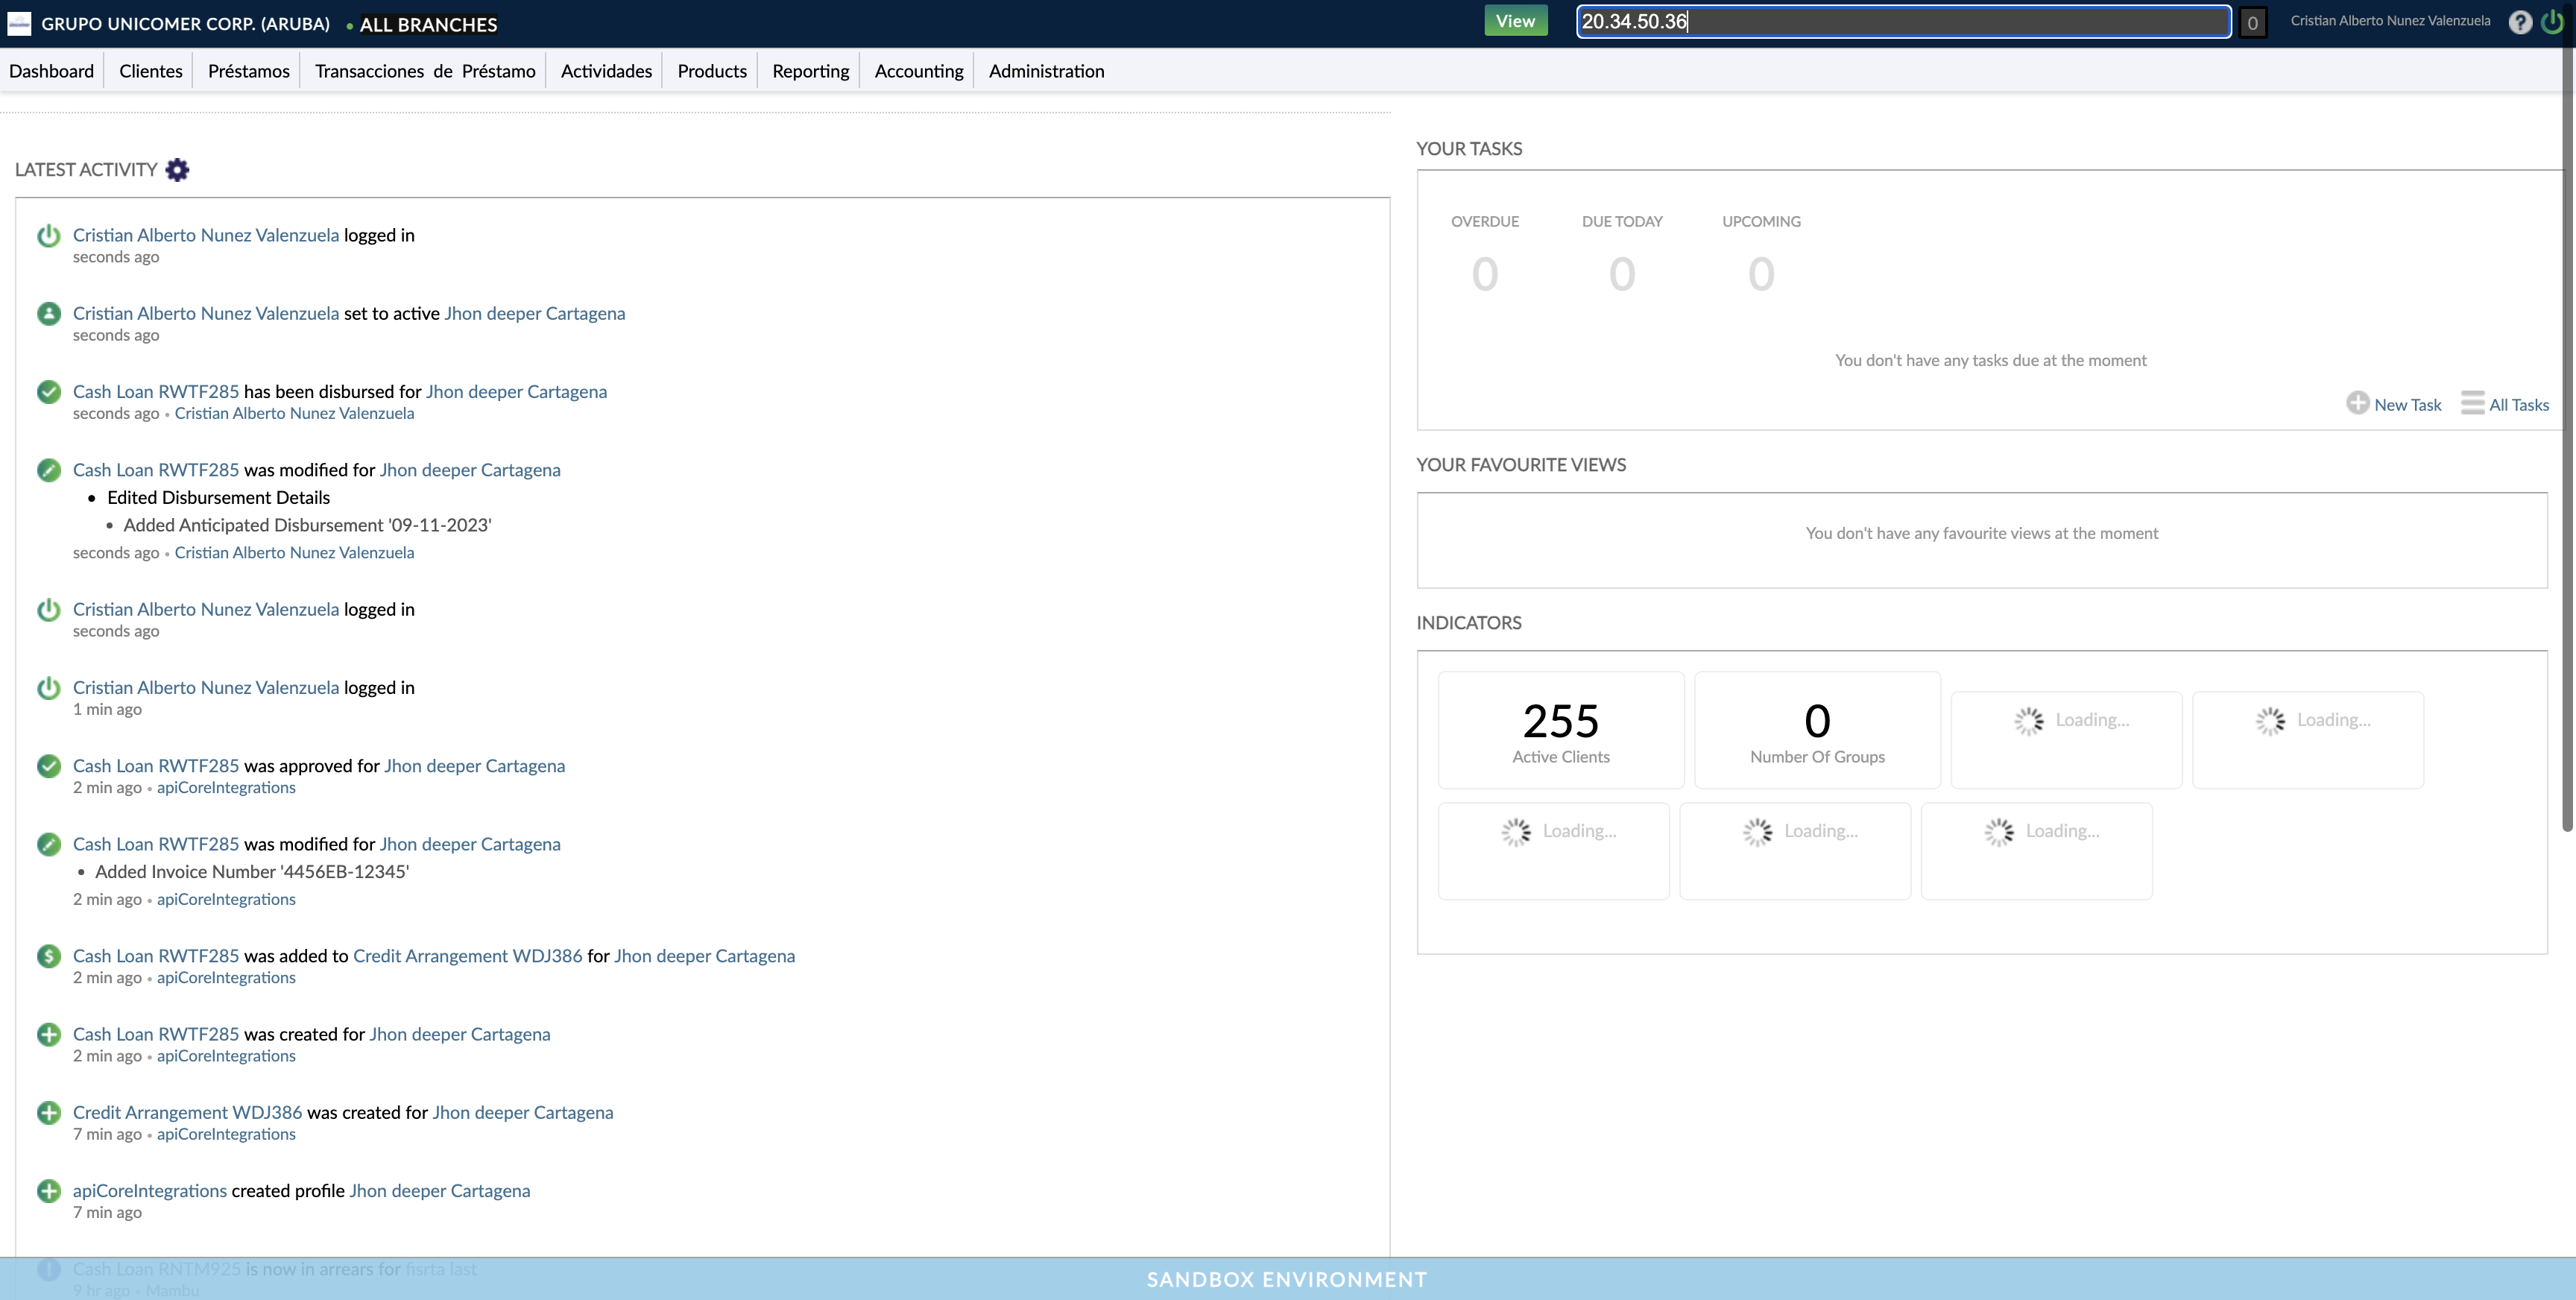 GRUPO UNICOMER CORP. (ARUBA) • ALL BRANCHES
View
20.34.50.36
0
Cristian Alberto Nunez Valenzuela
Dashboard
Clientes
Préstamos
Transacciones de Préstamo
Actividades
Products
Reporting
Accounting
Administration
LATEST ACTIVITY
Cristian Alberto Nunez Valenzuela logged in
seconds ago
Cristian Alberto Nunez Valenzuela set to active Jhon deeper Cartagena
seconds ago
Cash Loan RWTF285 has been disbursed for Jhon deeper Cartagena
seconds ago • Cristian Alberto Nunez Valenzuela
Cash Loan RWTF285 was modified for Jhon deeper Cartagena
• Edited Disbursement Details
• Added Anticipated Disbursement '09-11-2023'
seconds ago • Cristian Alberto Nunez Valenzuela
Cristian Alberto Nunez Valenzuela logged in
seconds ago
Cristian Alberto Nunez Valenzuela logged in
1 min ago
Cash Loan RWTF285 was approved for Jhon deeper Cartagena
2 min ago • apiCoreIntegrations
Cash Loan RWTF285 was modified for Jhon deeper Cartagena
• Added Invoice Number '4456EB-12345'
2 min ago • apiCoreIntegrations
Cash Loan RWTF285 was added to Credit Arrangement WDJ386 for Jhon deeper Cartagena
2 min ago • apiCoreIntegrations
Cash Loan RWTF285 was created for Jhon deeper Cartagena
2 min ago • apiCoreIntegrations
Credit Arrangement WDJ386 was created for Jhon deeper Cartagena
7 min ago • apiCoreIntegrations
apiCoreIntegrations created profile Jhon deeper Cartagena
7 min ago
Cash Loan RNTM925 is now in arrears for fisrta last
9 hr ago • Mambu
YOUR TASKS
OVERDUE
DUE TODAY
UPCOMING
0
0
0
You don't have any tasks due at the moment
New Task
All Tasks
YOUR FAVOURITE VIEWS
You don't have any favourite views at the moment
INDICATORS
255
Active Clients
0
Number Of Groups
Loading...
Loading...
Loading...
Loading...
Loading...
SANDBOX ENVIRONMENT